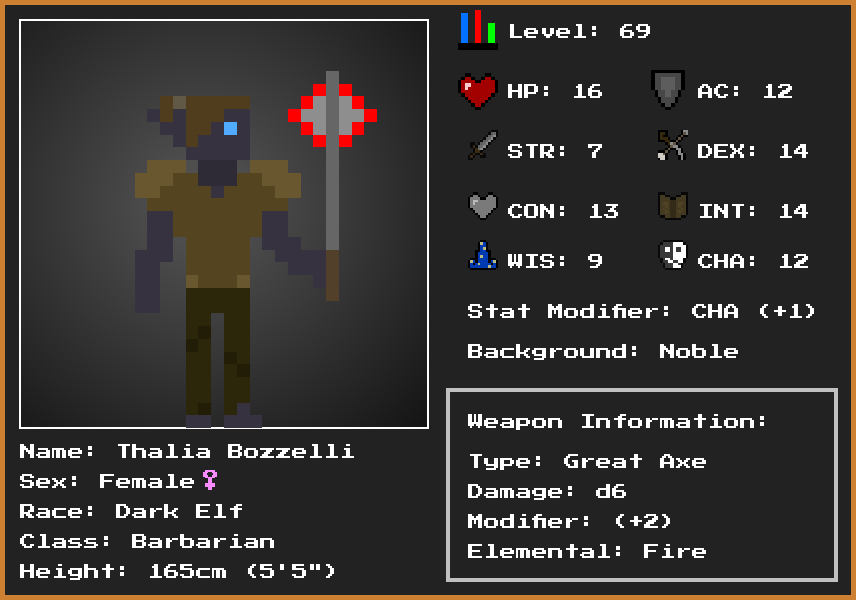 Level: 69
HP: 16
AC: 12
STR: 7
DEX: 14
CON: 13
INT: 14
WIS: 9
CHA: 12
Stat Modifier: CHA (+1)
Background: Noble
Weapon Information:
Type: Great Axe
Damage: d6
Modifier: (+2)
Elemental: Fire
Name: Thalia Bozzelli
Sex: Female♀
Race: Dark Elf
Class: Barbarian
Height: 165cm (5'5")